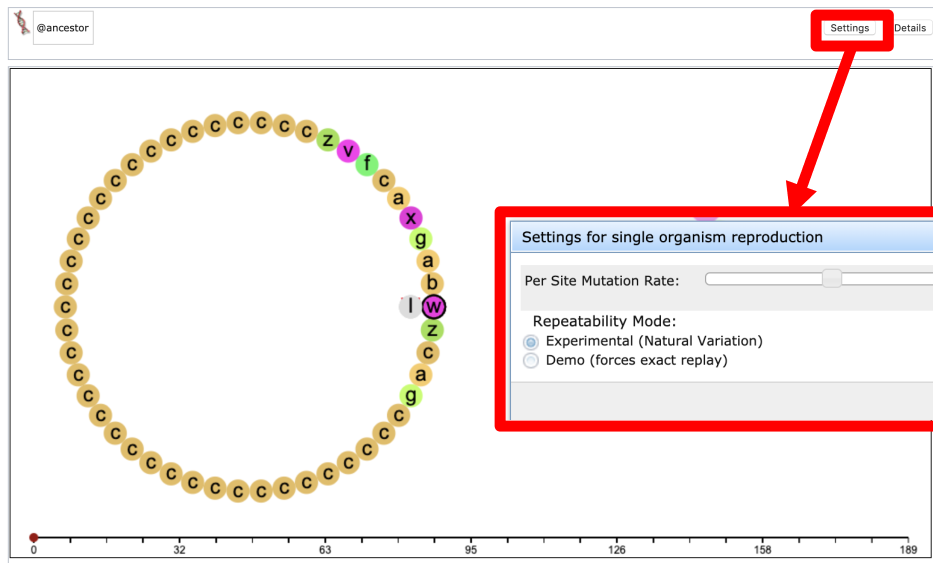 @ancestor
Settings
Details
w z c a g c c c c c c c c c c c c c c c c c c c c c c c c c c c c c c c c c c c c z v f c a x g a b
l
Settings for single organism reproduction
Per Site Mutation Rate:
Repeatability Mode:
Experimental (Natural Variation)
Demo (forces exact replay)
0 32 63 95 126 158 189